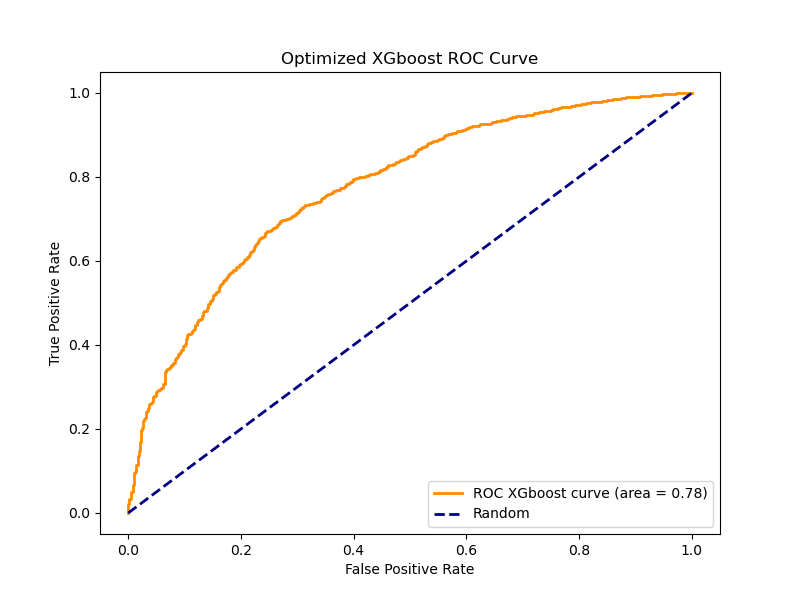 Optimized XGboost ROC Curve
1.0
0.8
0.6
0.4
0.2
0.0
True Positive Rate
ROC XGboost curve (area = 0.78)
Random
0.0 0.2 0.4 0.6 0.8 1.0
False Positive Rate